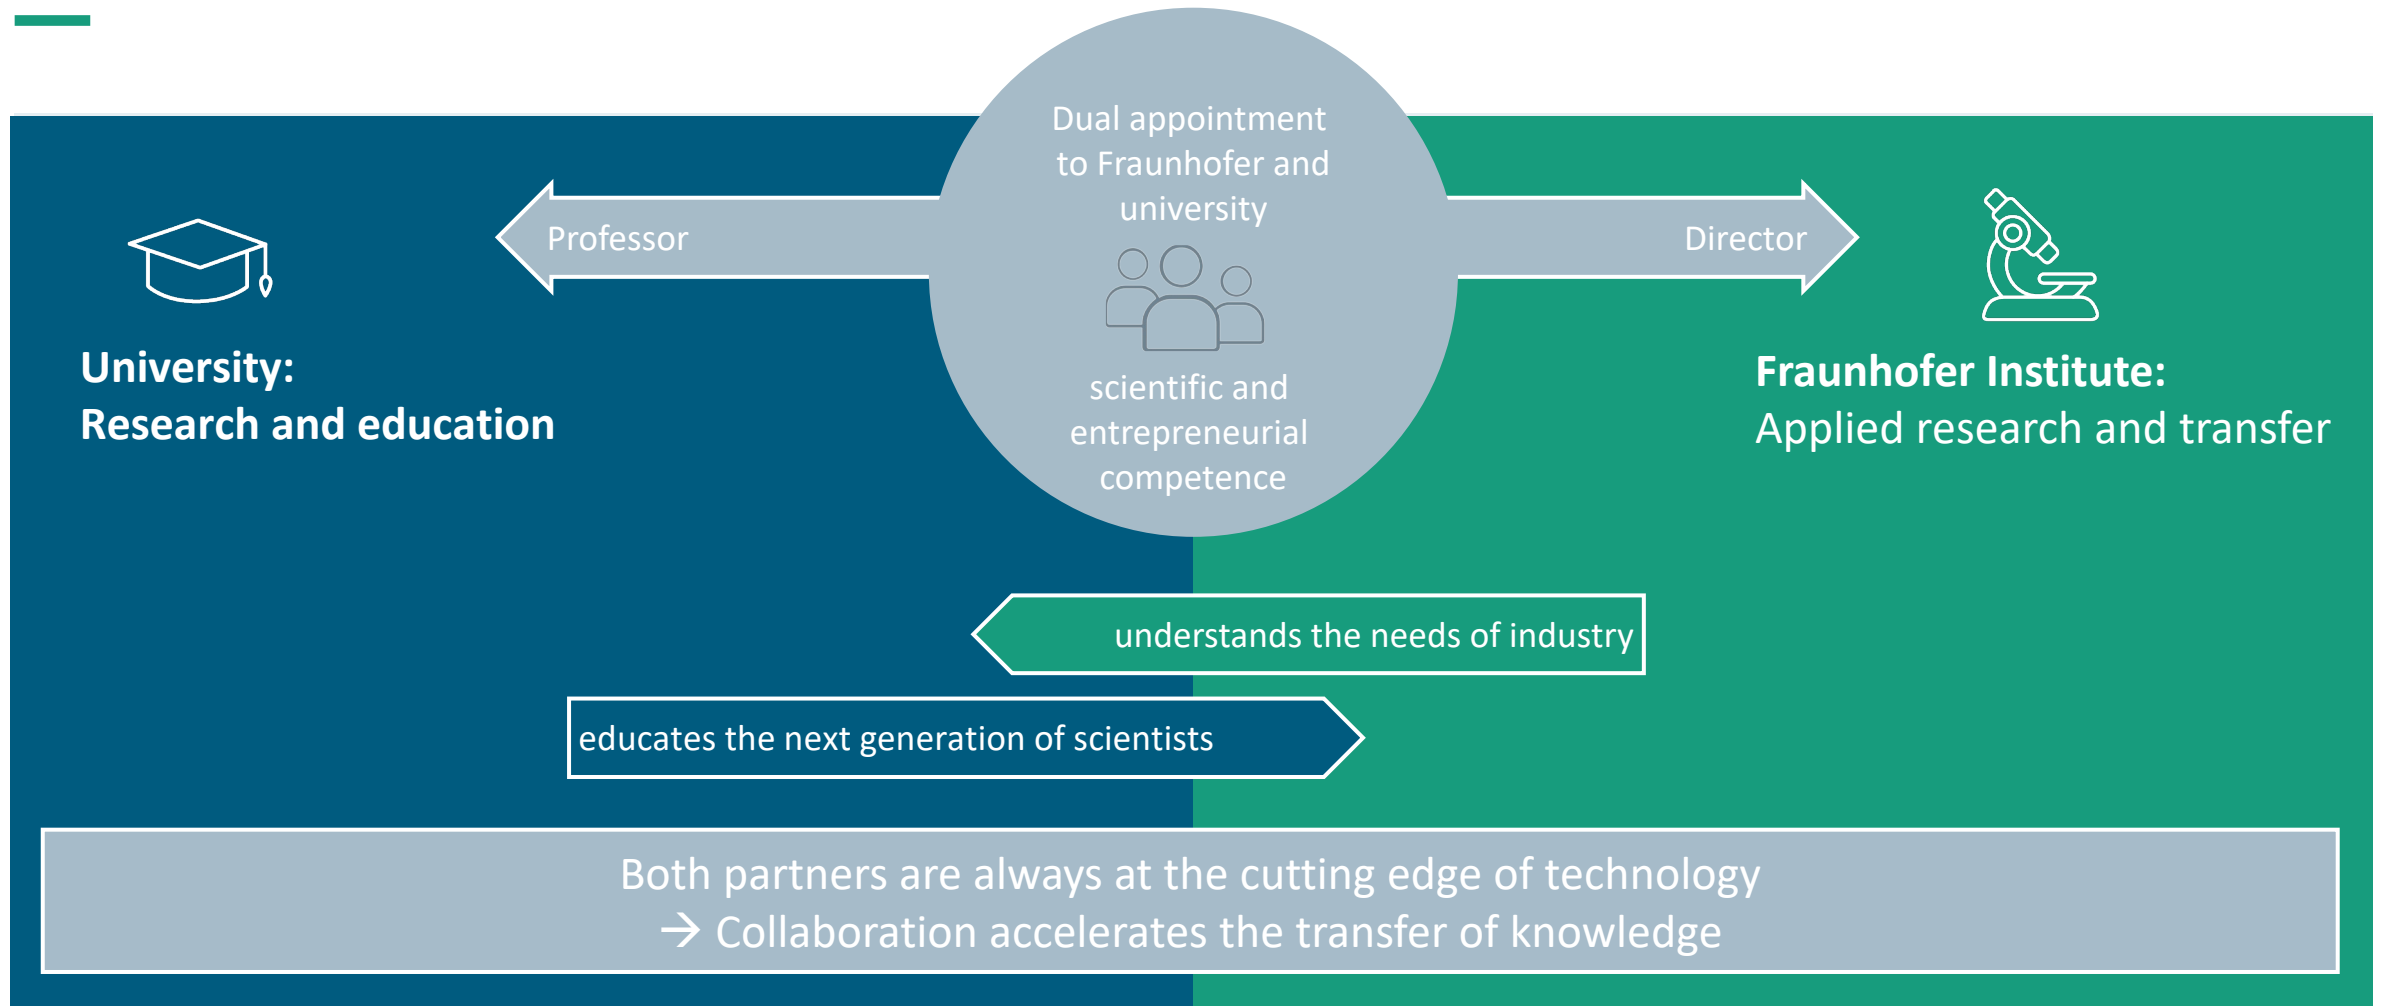 Dual appointment
to Fraunhofer and
university
Professor
Director
scientific and
entrepreneurial
competence
University:
Research and education
Fraunhofer Institute:
Applied research and transfer
understands the needs of industry
educates the next generation of scientists
Both partners are always at the cutting edge of technology
→ Collaboration accelerates the transfer of knowledge